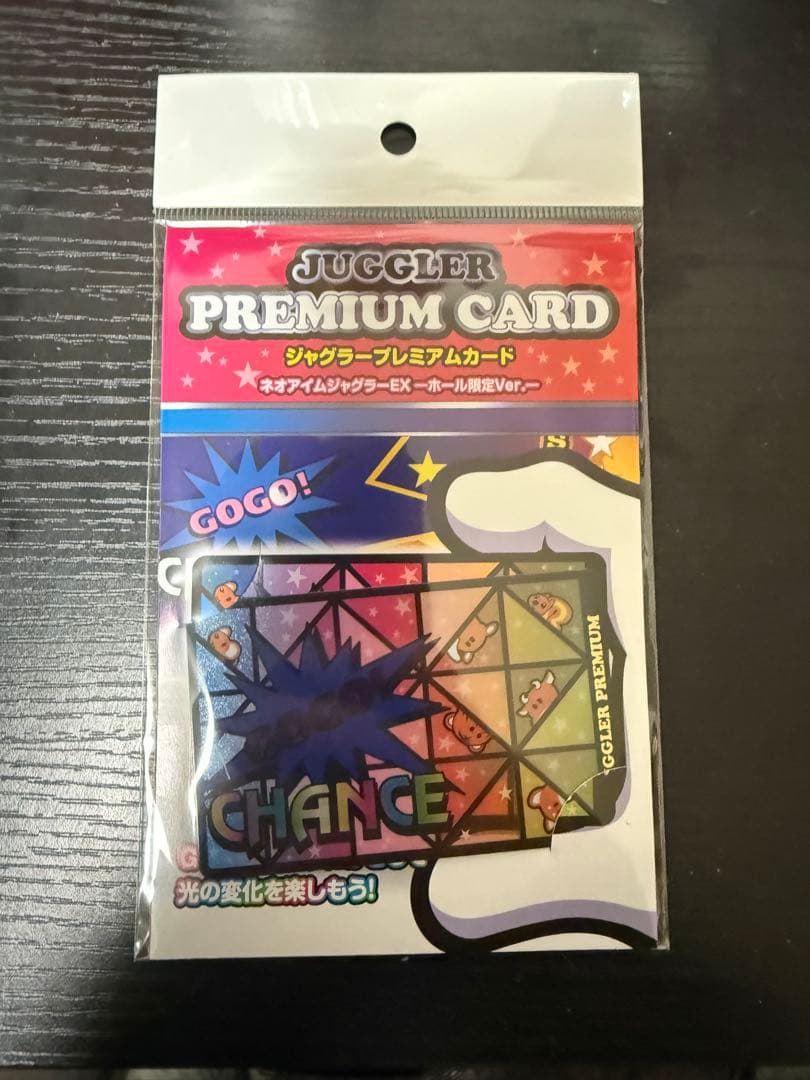 JUGGLER
PREMIUM CARD
ジャグラープレミアムカード
ネオアイムジャグラーEX ーホール限定Ver.ー
GOGO!
GGLER PREMIUM
CHANCE
光の変化を楽しもう!